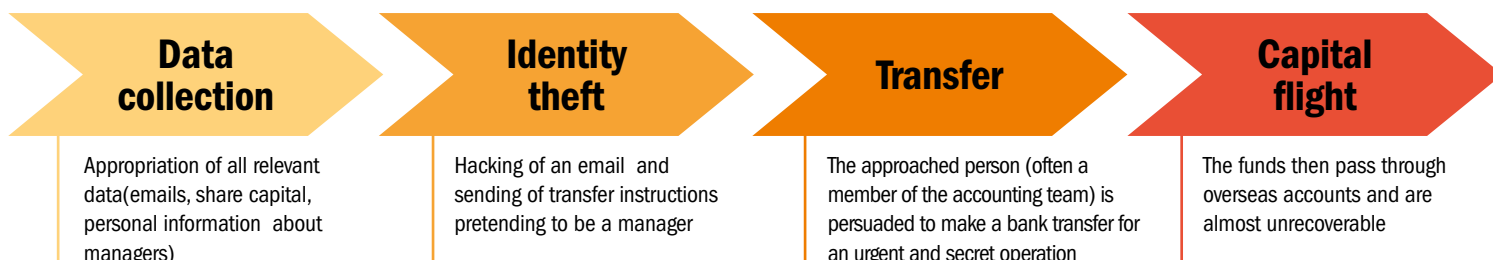 Data
collection
Appropriation of all relevant
data(emails, share capital,
personal information about
managers)
Identity
theft
Hacking of an email and
sending of transfer instructions
pretending to be a manager
Transfer
The approached person (often a
member of the accounting team) is
persuaded to make a bank transfer for
an urgent and secret operation
Capital
flight
The funds then pass through
overseas accounts and are
almost unrecoverable